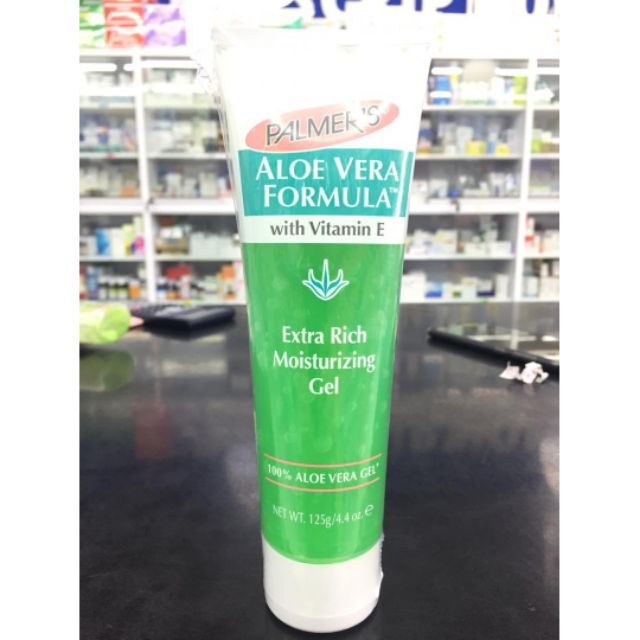 PALMER'S
ALOE VERA
FORMULA™
with Vitamin E
Extra Rich
Moisturizing
Gel
100% ALOE VERA GEL*
NET WT. 125g/4.4 oz. ℮